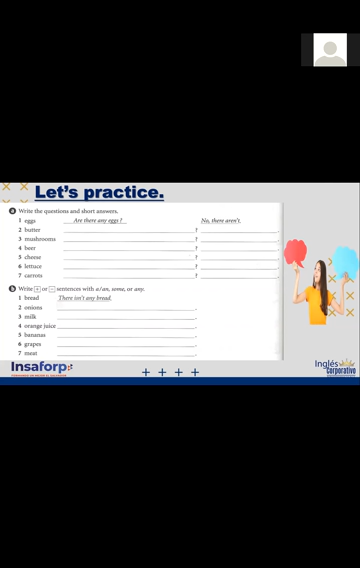 Let's practice.
a Write the questions and short answers.
1 eggs Are there any eggs ? No, there aren't.
2 butter ? .
3 mushrooms ? .
4 beer ? .
5 cheese ? .
6 lettuce ? .
7 carrots ? .
b Write + or − sentences with a/an, some, or any.
1 bread There isn't any bread.
2 onions .
3 milk .
4 orange juice .
5 bananas .
6 grapes .
7 meat .
Insaforp
Inglés
Corporativo